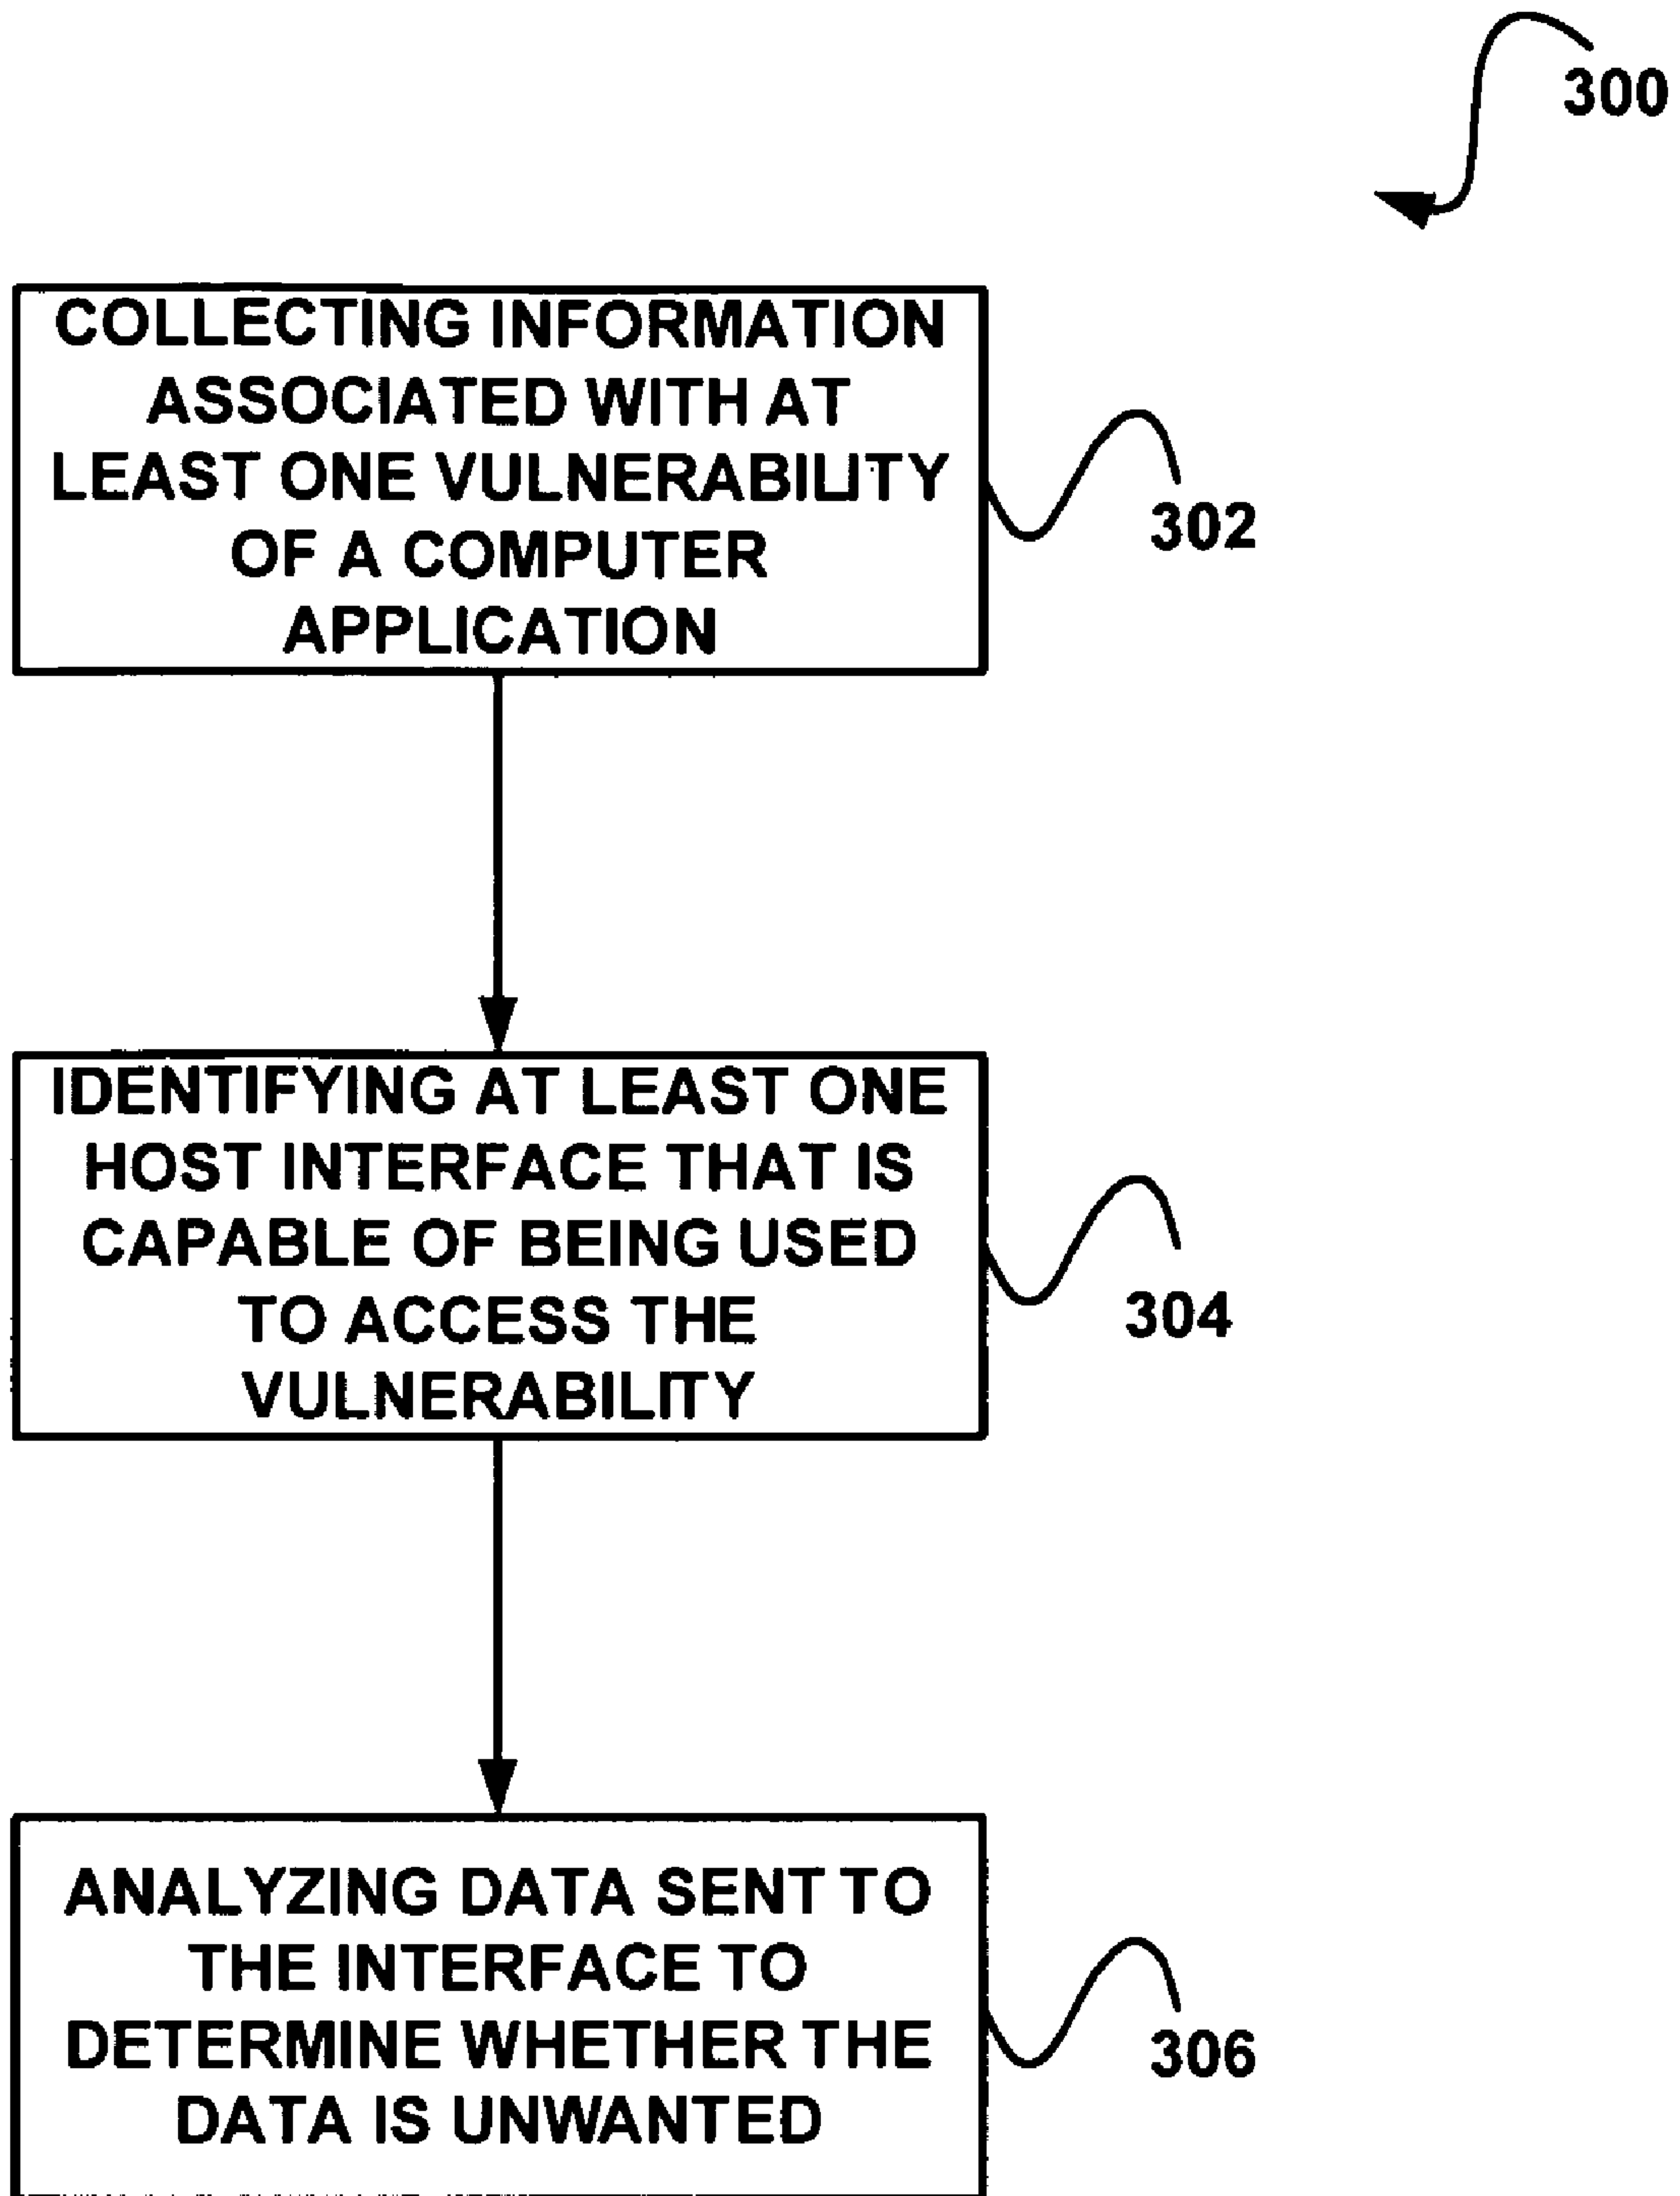 300
COLLECTING INFORMATION
ASSOCIATED WITH AT
LEAST ONE VULNERABILITY
OF A COMPUTER
APPLICATION
302
IDENTIFYING AT LEAST ONE
HOST INTERFACE THAT IS
CAPABLE OF BEING USED
TO ACCESS THE
VULNERABILITY
304
ANALYZING DATA SENT TO
THE INTERFACE TO
DETERMINE WHETHER THE
DATA IS UNWANTED
306